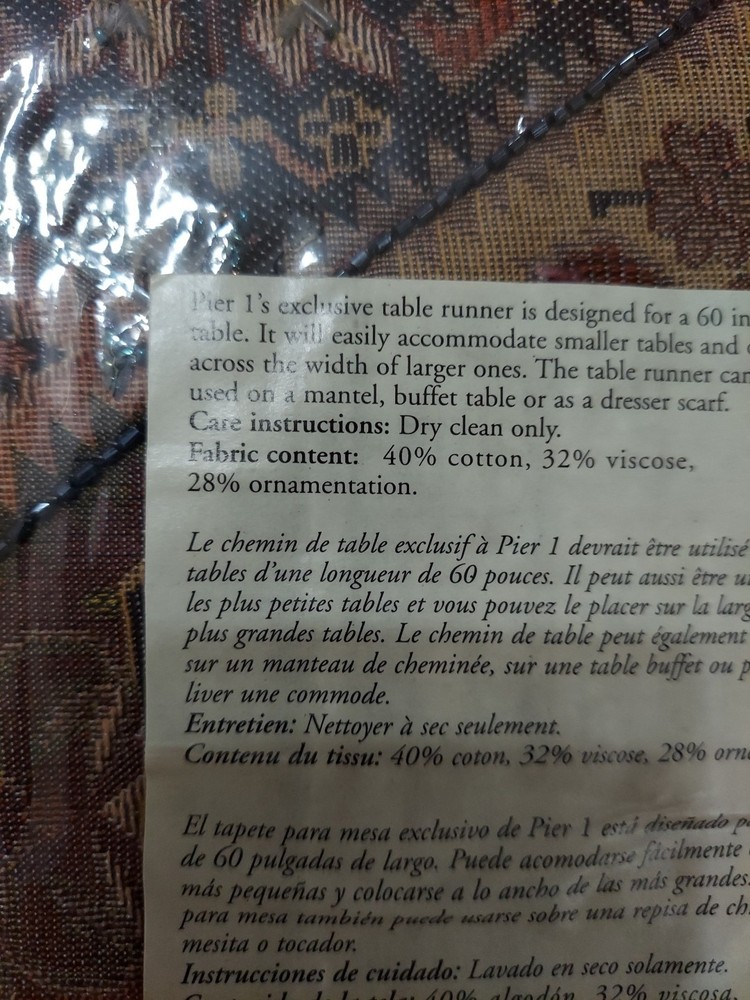 Pier 1's exclusive table runner is designed for a 60 in
table. It will easily accommodate smaller tables and
across the width of larger ones. The table runner can
used on a mantel, buffet table or as a dresser scarf.
Care instructions: Dry clean only.
Fabric content: 40% cotton, 32% viscose,
28% ornamentation.
Le chemin de table exclusif à Pier 1 devrait être utilisé
tables d'une longueur de 60 pouces. Il peut aussi être
les plus petites tables et vous pouvez le placer sur la larg
plus grandes tables. Le chemin de table peut également
sur un manteau de cheminée, sur une table buffet ou p
liver une commode.
Entretien: Nettoyer à sec seulement.
Contenu du tissu: 40% coton, 32% viscose, 28% orn
El tapete para mesa exclusivo de Pier 1 está diseñado p
de 60 pulgadas de largo. Puede acomodarse fácilmente
más pequeñas y colocarse a lo ancho de las más grandes.
para mesa también puede usarse sobre una repisa de ch
mesita o tocador.
Instrucciones de cuidado: Lavado en seco solamente.
40% algodón, 32% viscosa,